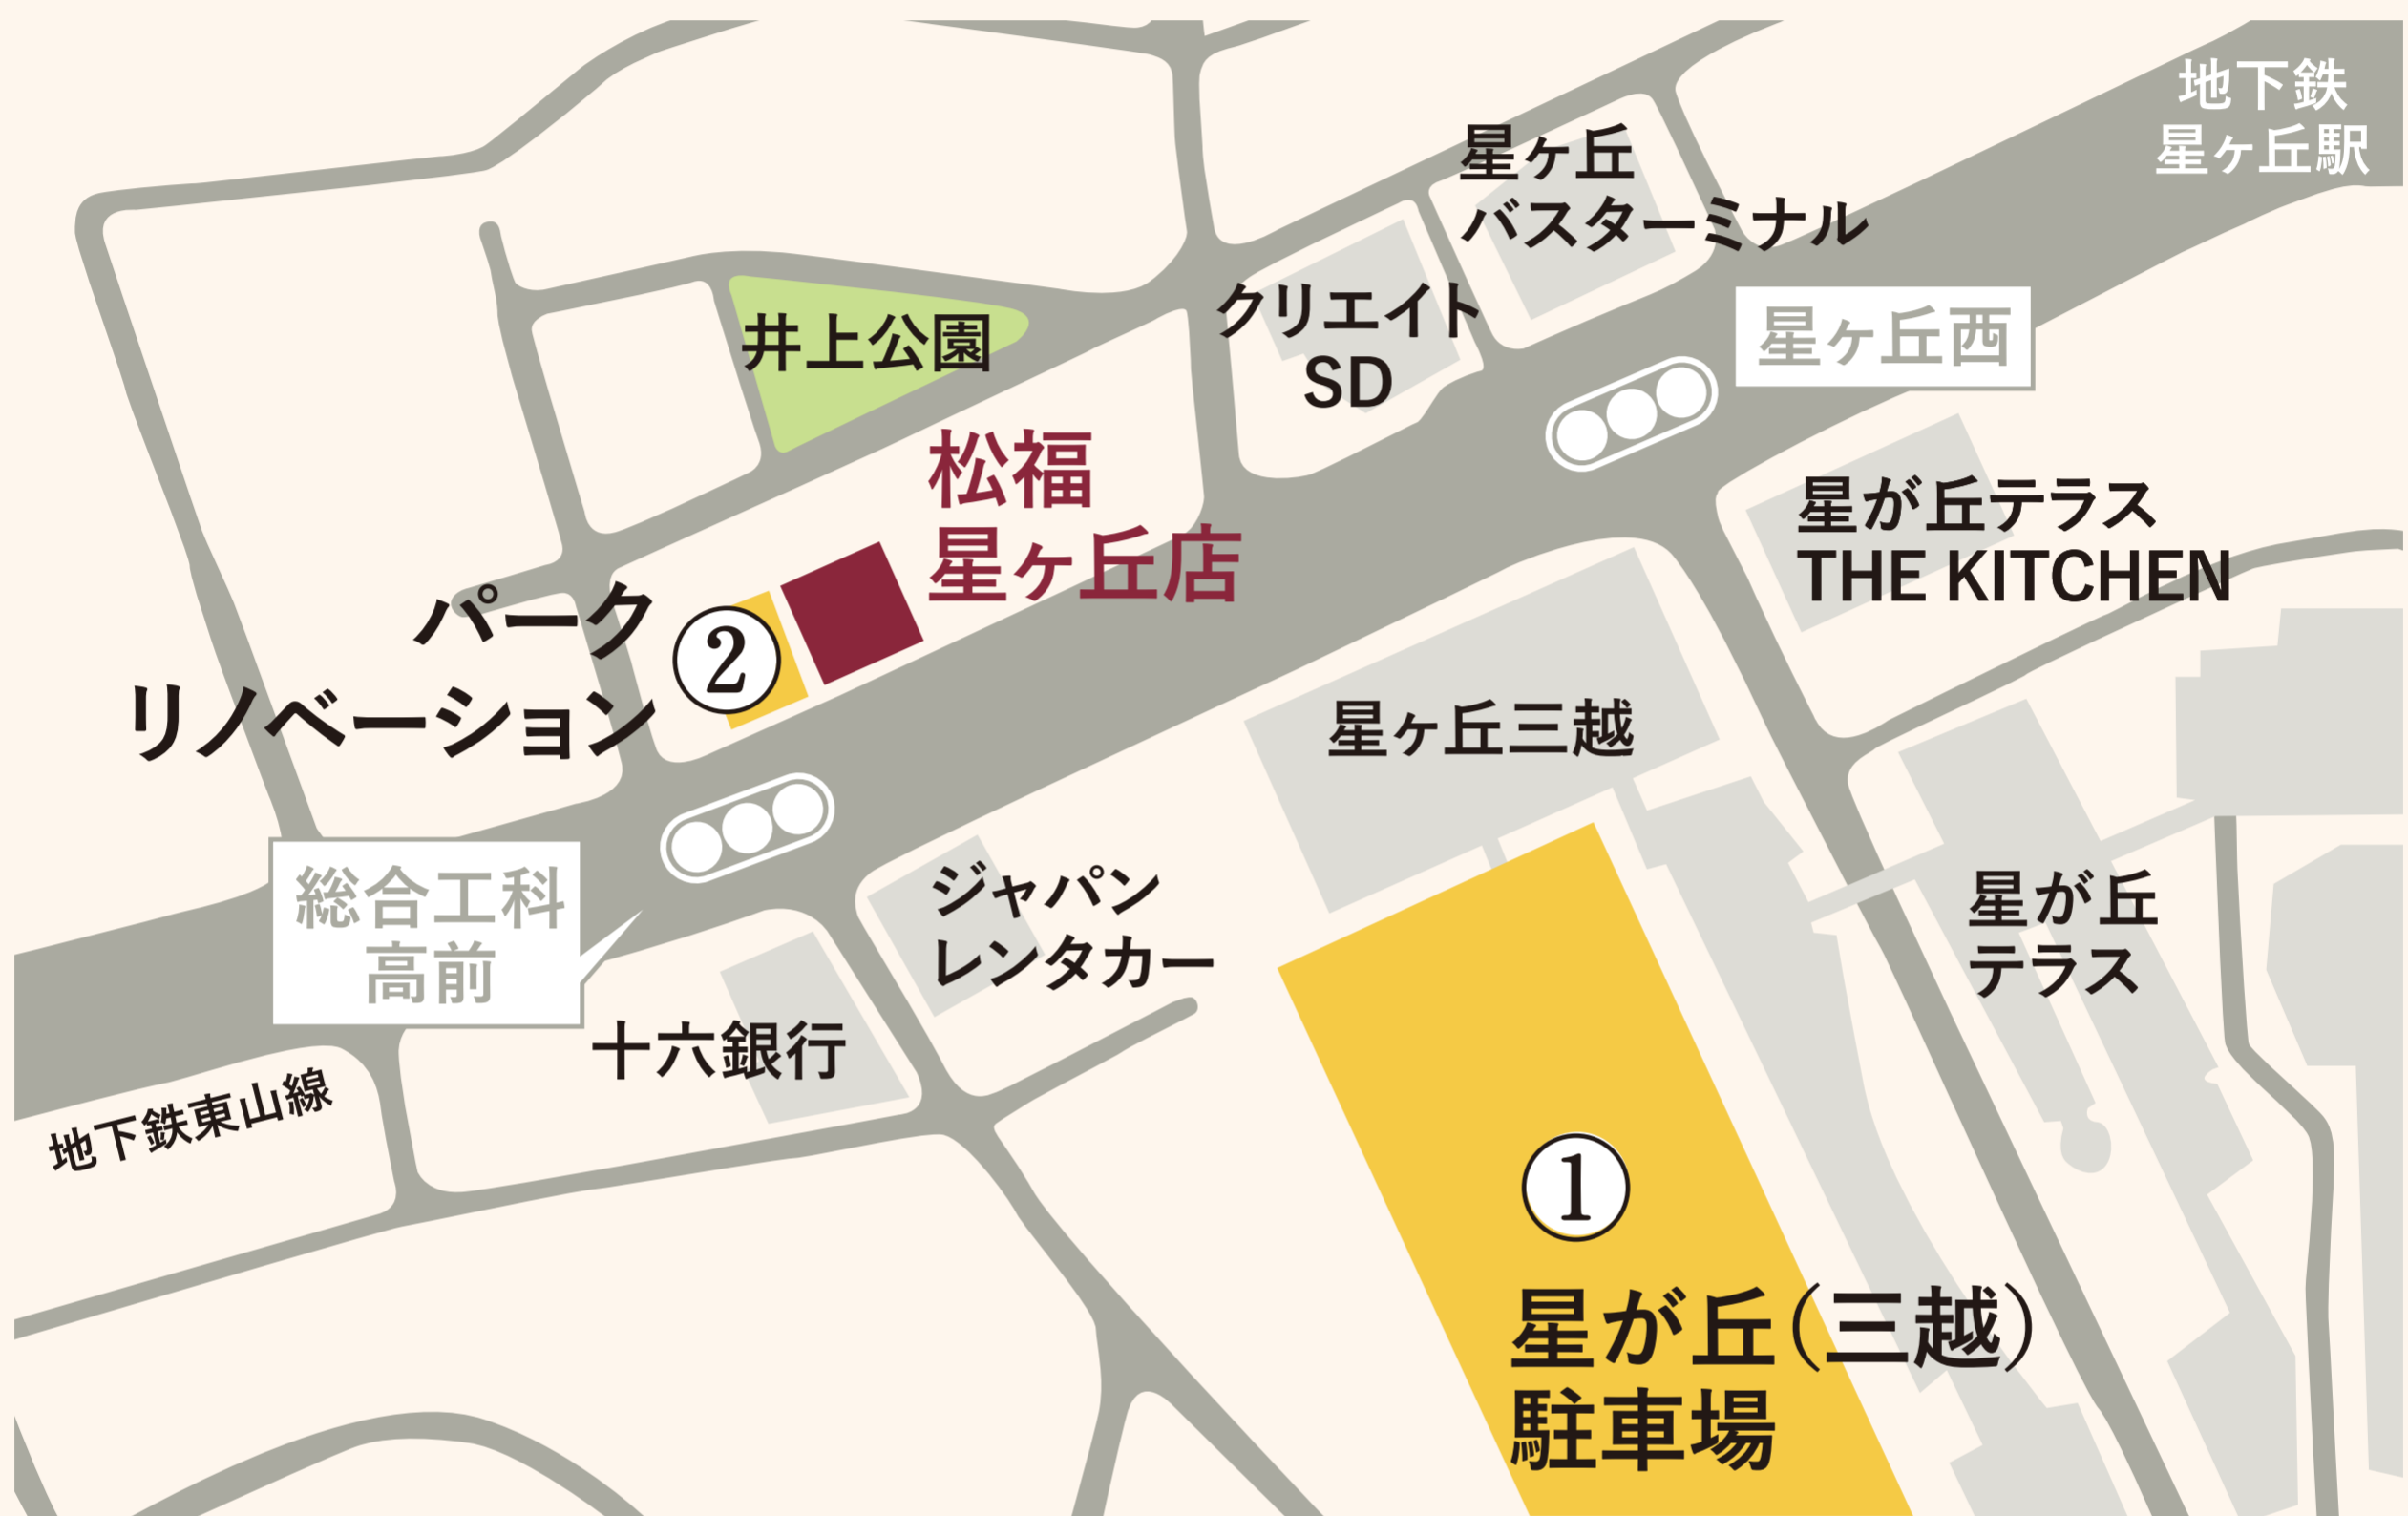 地下鉄
星ヶ丘駅
星ヶ丘
バスターミナル
クリエイト
SD
星ヶ丘西
井上公園
松福
星ヶ丘店
星が丘テラス
THE KITCHEN
パーク
リノベーション
②
星ヶ丘三越
総合工科
高前
ジャパン
レンタカー
星が丘
テラス
十六銀行
地下鉄東山線
①
星が丘(三越)
駐車場